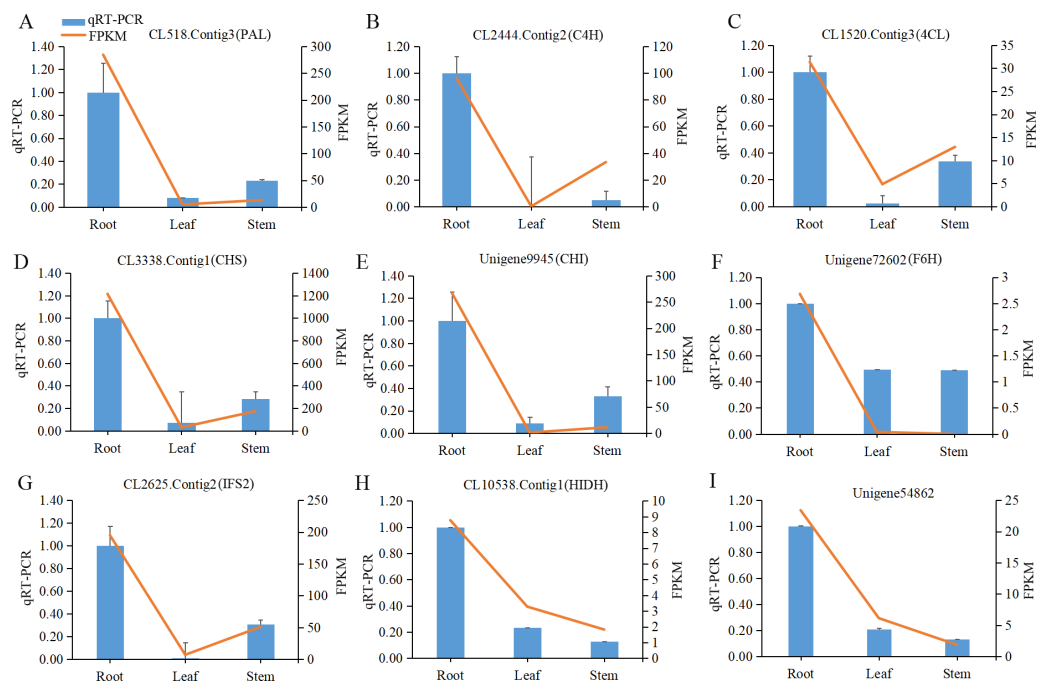 A
qRT-PCR
FPKM
CL518.Contig3(PAL)
1.40
1.20
1.00
0.80
0.60
0.40
0.20
0.00
qRT-PCR
300
250
200
150
100
50
0
FPKM
Root Leaf Stem
B
CL2444.Contig2(C4H)
1.20
1.00
0.80
0.60
0.40
0.20
0.00
qRT-PCR
120
100
80
60
40
20
0
FPKM
Root Leaf Stem
C
CL1520.Contig3(4CL)
1.20
1.00
0.80
0.60
0.40
0.20
0.00
qRT-PCR
35
30
25
20
15
10
5
0
FPKM
Root Leaf Stem
D
CL3338.Contig1(CHS)
1.40
1.20
1.00
0.80
0.60
0.40
0.20
0.00
qRT-PCR
1400
1200
1000
800
600
400
200
0
FPKM
Root Leaf Stem
E
Unigene9945(CHI)
1.40
1.20
1.00
0.80
0.60
0.40
0.20
0.00
qRT-PCR
300
250
200
150
100
50
0
FPKM
Root Leaf Stem
F
Unigene72602(F6H)
1.20
1.00
0.80
0.60
0.40
0.20
0.00
qRT-PCR
3
2.5
2
1.5
1
0.5
0
FPKM
Root Leaf Stem
G
CL2625.Contig2(IFS2)
1.40
1.20
1.00
0.80
0.60
0.40
0.20
0.00
qRT-PCR
250
200
150
100
50
0
FPKM
Root Leaf Stem
H
CL10538.Contig1(HIDH)
1.20
1.00
0.80
0.60
0.40
0.20
0.00
qRT-PCR
10
9
8
7
6
5
4
3
2
1
0
FPKM
Root Leaf Stem
I
Unigene54862
1.20
1.00
0.80
0.60
0.40
0.20
0.00
qRT-PCR
25
20
15
10
5
0
FPKM
Root Leaf Stem